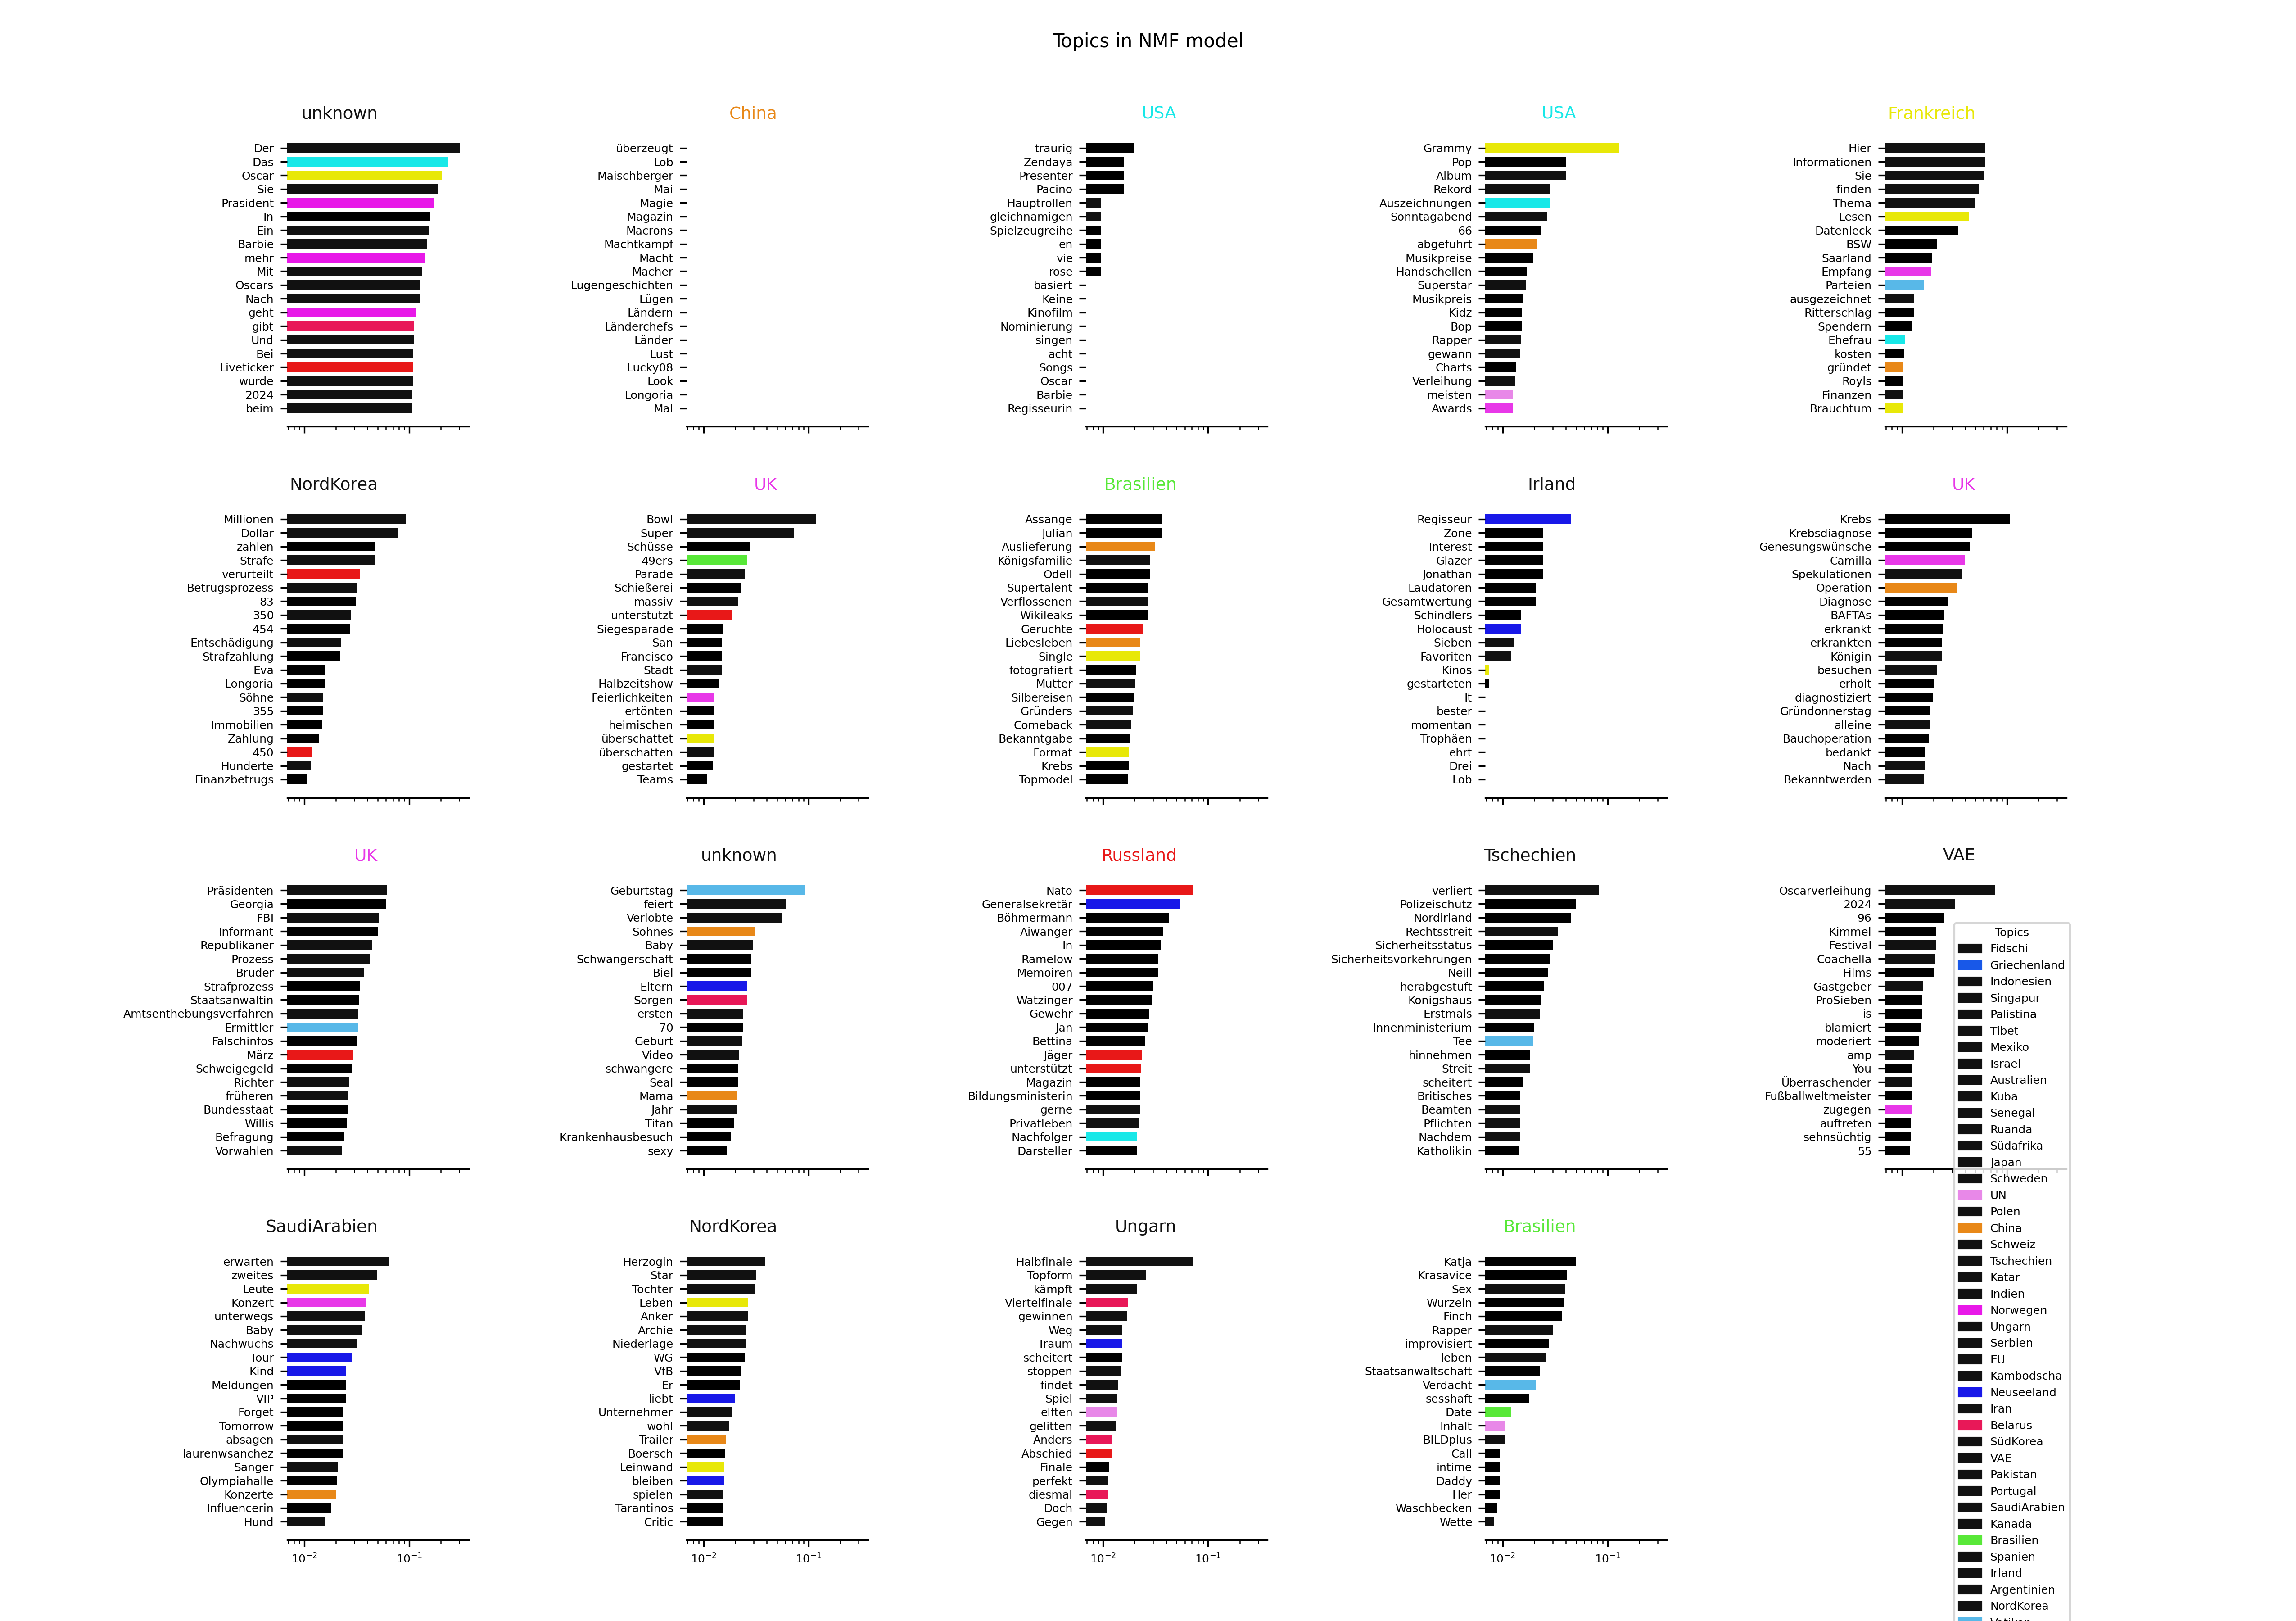 Topics in NMF model
unknown
Der
Das
Oscar
Sie
Präsident
In
Ein
Barbie
mehr
Mit
Oscars
Nach
geht
gibt
Und
Bei
Liveticker
wurde
2024
beim
China
überzeugt
Lob
Maischberger
Mai
Magie
Magazin
Macrons
Machtkampf
Macht
Macher
Lügengeschichten
Lügen
Ländern
Länderchefs
Länder
Lust
Lucky08
Look
Longoria
Mal
USA
traurig
Zendaya
Presenter
Pacino
Hauptrollen
gleichnamigen
Spielzeugreihe
en
vie
rose
basiert
Keine
Kinofilm
Nominierung
singen
acht
Songs
Oscar
Barbie
Regisseurin
USA
Grammy
Pop
Album
Rekord
Auszeichnungen
Sonntagabend
66
abgeführt
Musikpreise
Handschellen
Superstar
Musikpreis
Kidz
Bop
Rapper
gewann
Charts
Verleihung
meisten
Awards
Frankreich
Hier
Informationen
Sie
finden
Thema
Lesen
Datenleck
BSW
Saarland
Empfang
Parteien
ausgezeichnet
Ritterschlag
Spendern
Ehefrau
kosten
gründet
Royls
Finanzen
Brauchtum
NordKorea
Millionen
Dollar
zahlen
Strafe
verurteilt
Betrugsprozess
83
350
454
Entschädigung
Strafzahlung
Eva
Longoria
Söhne
355
Immobilien
Zahlung
450
Hunderte
Finanzbetrugs
UK
Bowl
Super
Schüsse
49ers
Parade
Schießerei
massiv
unterstützt
Siegesparade
San
Francisco
Stadt
Halbzeitshow
Feierlichkeiten
ertönten
heimischen
überschattet
überschatten
gestartet
Teams
Brasilien
Assange
Julian
Auslieferung
Königsfamilie
Odell
Supertalent
Verflossenen
Wikileaks
Gerüchte
Liebesleben
Single
fotografiert
Mutter
Silbereisen
Gründers
Comeback
Bekanntgabe
Format
Krebs
Topmodel
Irland
Regisseur
Zone
Interest
Glazer
Jonathan
Laudatoren
Gesamtwertung
Schindlers
Holocaust
Sieben
Favoriten
Kinos
gestarteten
It
bester
momentan
Trophäen
ehrt
Drei
Lob
UK
Krebs
Krebsdiagnose
Genesungswünsche
Camilla
Spekulationen
Operation
Diagnose
BAFTAs
erkrankt
erkrankten
Königin
besuchen
erholt
diagnostiziert
Gründonnerstag
alleine
Bauchoperation
bedankt
Nach
Bekanntwerden
UK
Präsidenten
Georgia
FBI
Informant
Republikaner
Prozess
Bruder
Strafprozess
Staatsanwältin
Amtsenthebungsverfahren
Ermittler
Falschinfos
März
Schweigegeld
Richter
früheren
Bundesstaat
Willis
Befragung
Vorwahlen
unknown
Geburtstag
feiert
Verlobte
Sohnes
Baby
Schwangerschaft
Biel
Eltern
Sorgen
ersten
70
Geburt
Video
schwangere
Seal
Mama
Jahr
Titan
Krankenhausbesuch
sexy
Russland
Nato
Generalsekretär
Böhmermann
Aiwanger
In
Ramelow
Memoiren
007
Watzinger
Gewehr
Jan
Bettina
Jäger
unterstützt
Magazin
Bildungsministerin
gerne
Privatleben
Nachfolger
Darsteller
Tschechien
verliert
Polizeischutz
Nordirland
Rechtsstreit
Sicherheitsstatus
Sicherheitsvorkehrungen
Neill
herabgestuft
Königshaus
Erstmals
Innenministerium
Tee
hinnehmen
Streit
scheitert
Britisches
Beamten
Pflichten
Nachdem
Katholikin
VAE
Oscarverleihung
2024
96
Kimmel
Festival
Coachella
Films
Gastgeber
ProSieben
is
blamiert
moderiert
amp
You
Überraschender
Fußballweltmeister
zugegen
auftreten
sehnsüchtig
55
SaudiArabien
erwarten
zweites
Leute
Konzert
unterwegs
Baby
Nachwuchs
Tour
Kind
Meldungen
VIP
Forget
Tomorrow
absagen
laurenwsanchez
Sänger
Olympiahalle
Konzerte
Influencerin
Hund
10⁻² 10⁻¹
NordKorea
Herzogin
Star
Tochter
Leben
Anker
Archie
Niederlage
WG
VfB
Er
liebt
Unternehmer
wohl
Trailer
Boersch
Leinwand
bleiben
spielen
Tarantinos
Critic
10⁻² 10⁻¹
Ungarn
Halbfinale
Topform
kämpft
Viertelfinale
gewinnen
Weg
Traum
scheitert
stoppen
findet
Spiel
elften
gelitten
Anders
Abschied
Finale
perfekt
diesmal
Doch
Gegen
10⁻² 10⁻¹
Brasilien
Katja
Krasavice
Sex
Wurzeln
Finch
Rapper
improvisiert
leben
Staatsanwaltschaft
Verdacht
sesshaft
Date
Inhalt
BILDplus
Call
intime
Daddy
Her
Waschbecken
Wette
10⁻² 10⁻¹
Topics
Fidschi
Griechenland
Indonesien
Singapur
Palistina
Tibet
Mexiko
Israel
Australien
Kuba
Senegal
Ruanda
Südafrika
Japan
Schweden
UN
Polen
China
Schweiz
Tschechien
Katar
Indien
Norwegen
Ungarn
Serbien
EU
Kambodscha
Neuseeland
Iran
Belarus
SüdKorea
VAE
Pakistan
Portugal
SaudiArabien
Kanada
Brasilien
Spanien
Irland
Argentinien
NordKorea